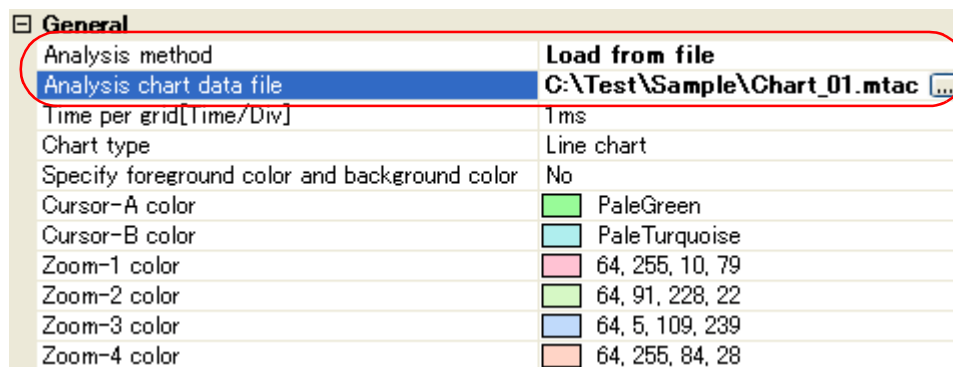 General
Analysis method Load from file
Analysis chart data file C:\Test\Sample\Chart_01.mtac ...
Time per grid[Time/Div] 1ms
Chart type Line chart
Specify foreground color and background color No
Cursor-A color PaleGreen
Cursor-B color PaleTurquoise
Zoom-1 color 64, 255, 10, 79
Zoom-2 color 64, 91, 228, 22
Zoom-3 color 64, 5, 109, 239
Zoom-4 color 64, 255, 84, 28